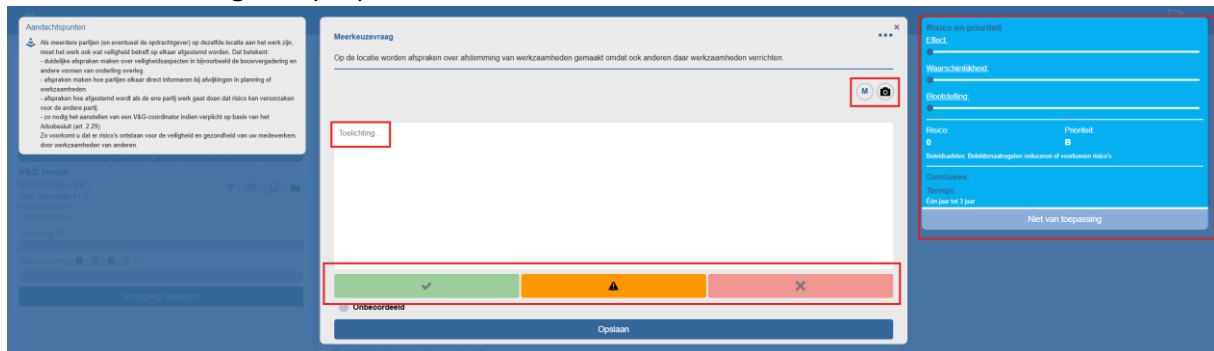 Aandachtspunten
Als meerdere partijen (en eventueel de opdrachtgever) op dezelfde locatie aan het werk zijn,
moet het werk ook wat veiligheid betreft op elkaar afgestemd worden. Dat betekent:
- duidelijke afspraken maken over veiligheidsaspecten in bijvoorbeeld de bouwvergadering en
andere vormen van onderling overleg.
- afspraken maken hoe partijen elkaar direct informeren bij afwijkingen in planning of
werkzaamheden.
- afspraken hoe afgestemd wordt als de ene partij werk gaat doen dat risico kan veroorzaken
voor de andere partij.
- zo nodig het aanstellen van een V&G-coördinator indien verplicht op basis van het
Arbobesluit (art. 2.29).
Zo voorkomt u dat er risico's ontstaan voor de veiligheid en gezondheid van uw medewerkers
door werkzaamheden van anderen.
V&G testen
Voortgang bijwerken
Meerkeuzevraag
×
Op de locatie worden afspraken over afstemming van werkzaamheden gemaakt omdat ook anderen daar werkzaamheden verrichten.
M
Toelichting...
Onbeoordeeld
Opslaan
Risico en prioriteit
Effect:
Waarschijnlijkheid:
Blootstelling:
Risico: Prioriteit:
0 B
Beleidsadvies. Beleidsmaatregelen reduceren of voorkomen risico's
Conclusies:
Termijn:
Eén jaar tot 3 jaar
Niet van toepassing